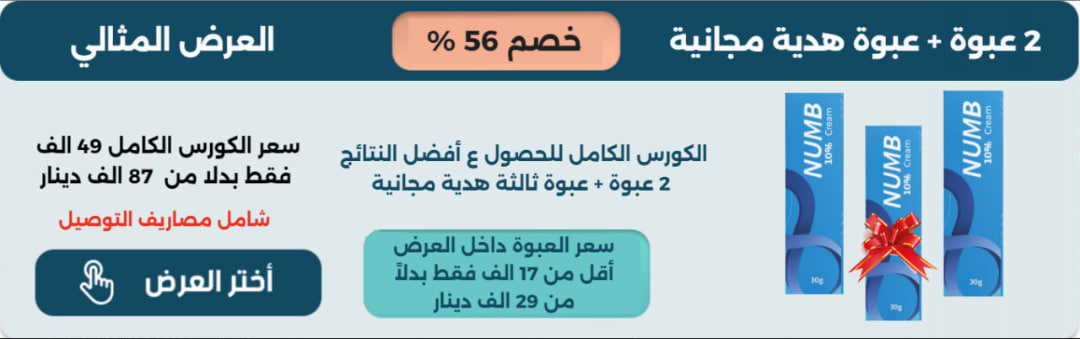 2 عبوة + عبوة هدية مجانية
خصم 56 %
العرض المثالي
NUMB
10% Cream
30g
NUMB
10% Cream
30g
NUMB
10% Cream
30g
الكورس الكامل للحصول ع أفضل النتائج
2 عبوة + عبوة ثالثة هدية مجانية
سعر العبوة داخل العرض
أقل من 17 الف فقط بدلاً
من 29 الف دينار
سعر الكورس الكامل 49 الف
فقط بدلا من 87 الف دينار
شامل مصاريف التوصيل
أختر العرض